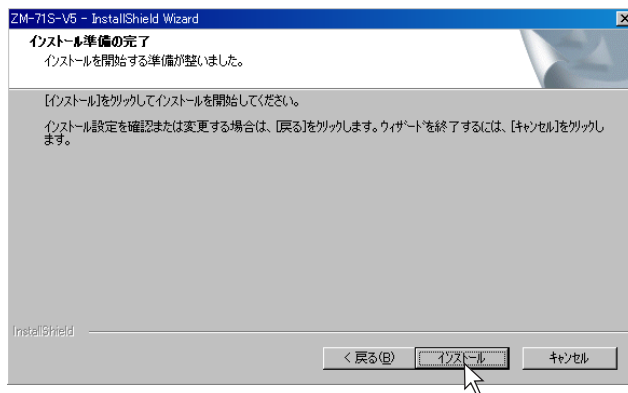 ZM-71S-V5 - InstallShield Wizard
インストール準備の完了
インストールを開始する準備が整いました。
[インストール]をクリックしてインストールを開始してください。
インストール設定を確認または変更する場合は、[戻る]をクリックします。ウィザードを終了するには、[キャンセル]をクリックし
ます。
InstallShield
< 戻る(B) インストール キャンセル